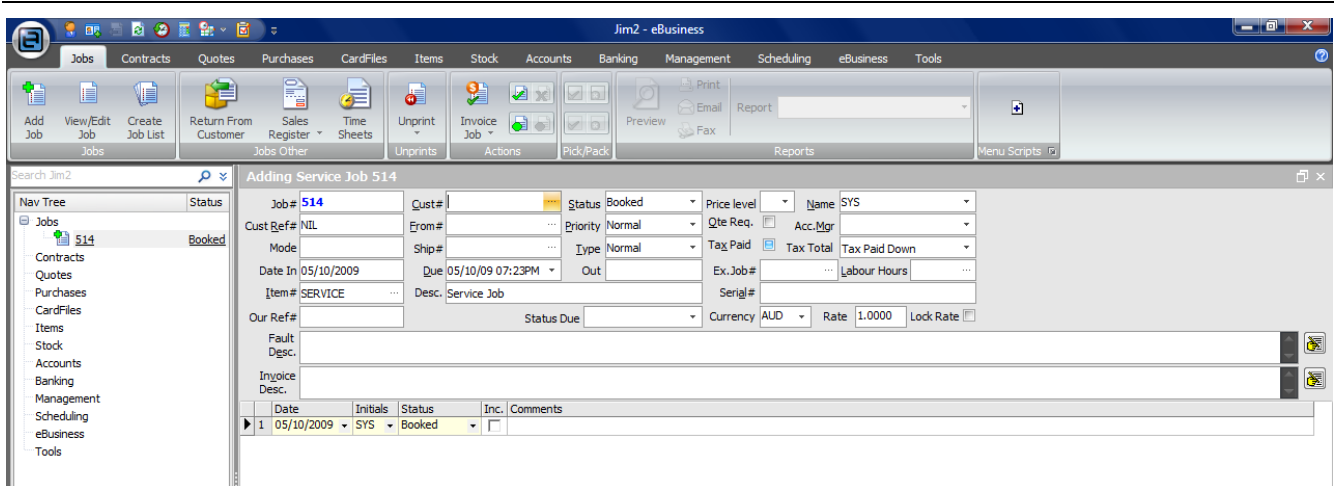 Jim2 - eBusiness
Jobs Contracts Quotes Purchases CardFiles Items Stock Accounts Banking Management Scheduling eBusiness Tools
Add Job View/Edit Job Create Job List Return From Customer Sales Register Time Sheets Unprint Invoice Job Preview Print Email Fax Report
Jobs Jobs Other Unprints Actions Pick/Pack Reports Menu Scripts
Search Jim2 Adding Service Job 514
Nav Tree Status
Jobs
514 Booked
Contracts
Quotes
Purchases
CardFiles
Items
Stock
Accounts
Banking
Management
Scheduling
eBusiness
Tools
Job# 514 Cust# Status Booked Price level Name SYS
Cust Ref# NIL From# Priority Normal Qte Req. Acc.Mgr
Mode Ship# Type Normal Tax Paid Tax Total Tax Paid Down
Date In 05/10/2009 Due 05/10/09 07:23PM Out Ex.Job# Labour Hours
Item# SERVICE Desc. Service Job Serial#
Our Ref# Status Due Currency AUD Rate 1.0000 Lock Rate
Fault Desc.
Invoice Desc.
Date Initials Status Inc. Comments
1 05/10/2009 SYS Booked